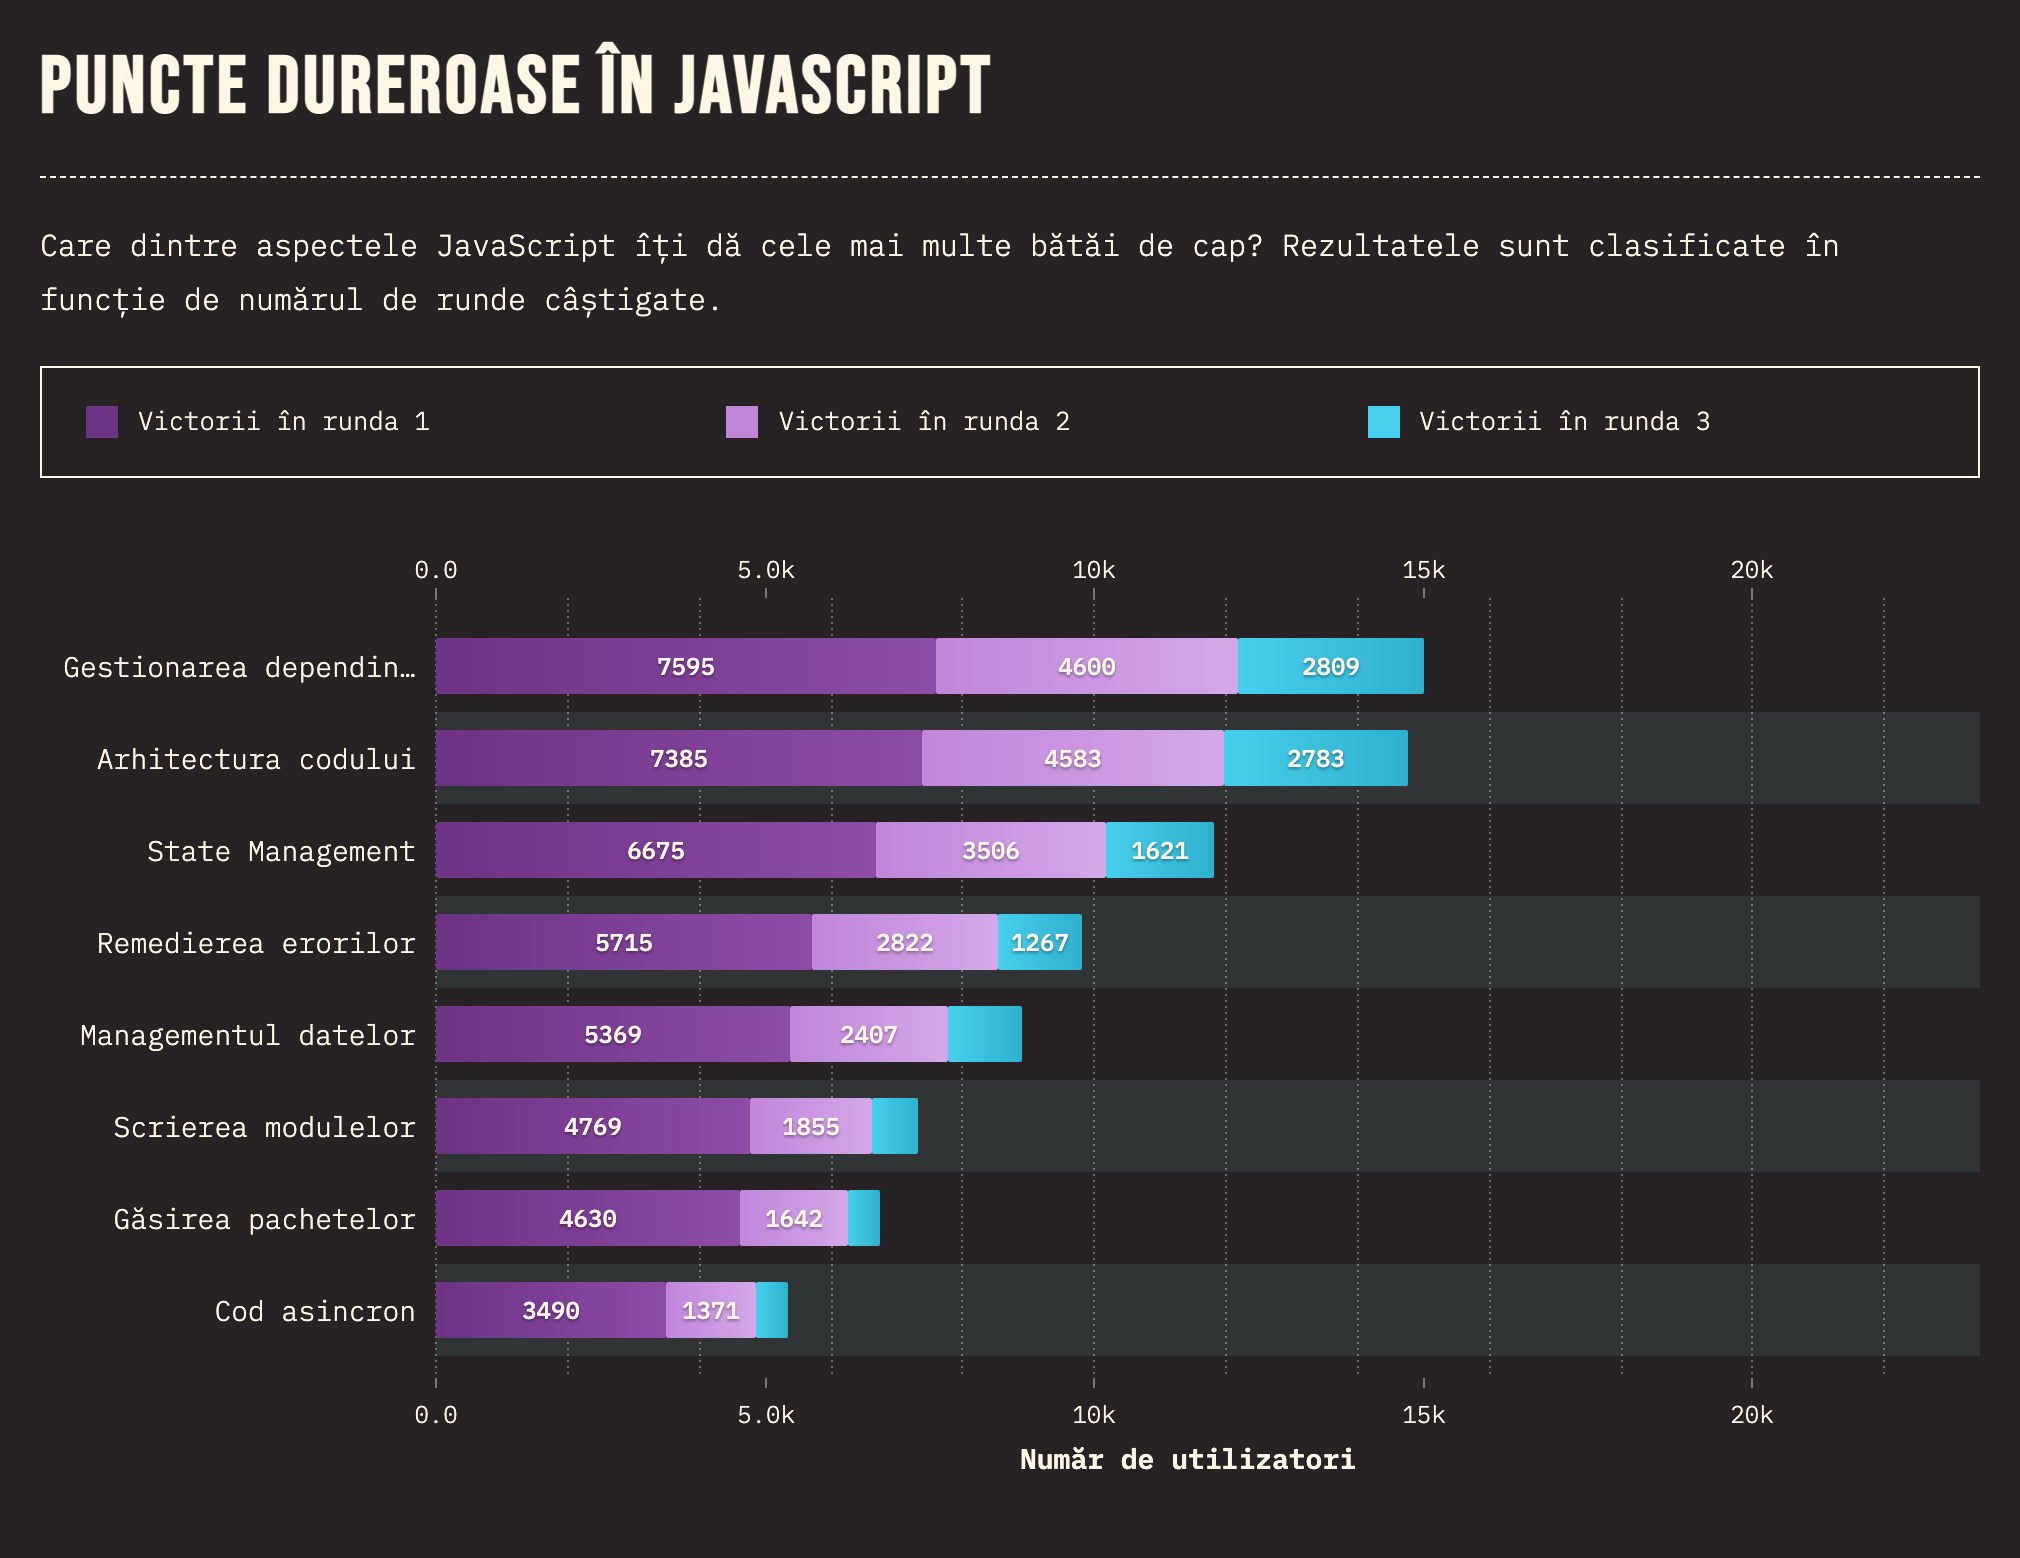 PUNCTE DUREROASE ÎN JAVASCRIPT
Care dintre aspectele JavaScript îți dă cele mai multe bătăi de cap? Rezultatele sunt clasificate în
funcție de numărul de runde câștigate.
Victorii în runda 1
Victorii în runda 2
Victorii în runda 3
0.0 5.0k 10k 15k 20k
Gestionarea dependin… 7595 4600 2809
Arhitectura codului 7385 4583 2783
State Management 6675 3506 1621
Remedierea erorilor 5715 2822 1267
Managementul datelor 5369 2407
Scrierea modulelor 4769 1855
Găsirea pachetelor 4630 1642
Cod asincron 3490 1371
0.0 5.0k 10k 15k 20k
Număr de utilizatori